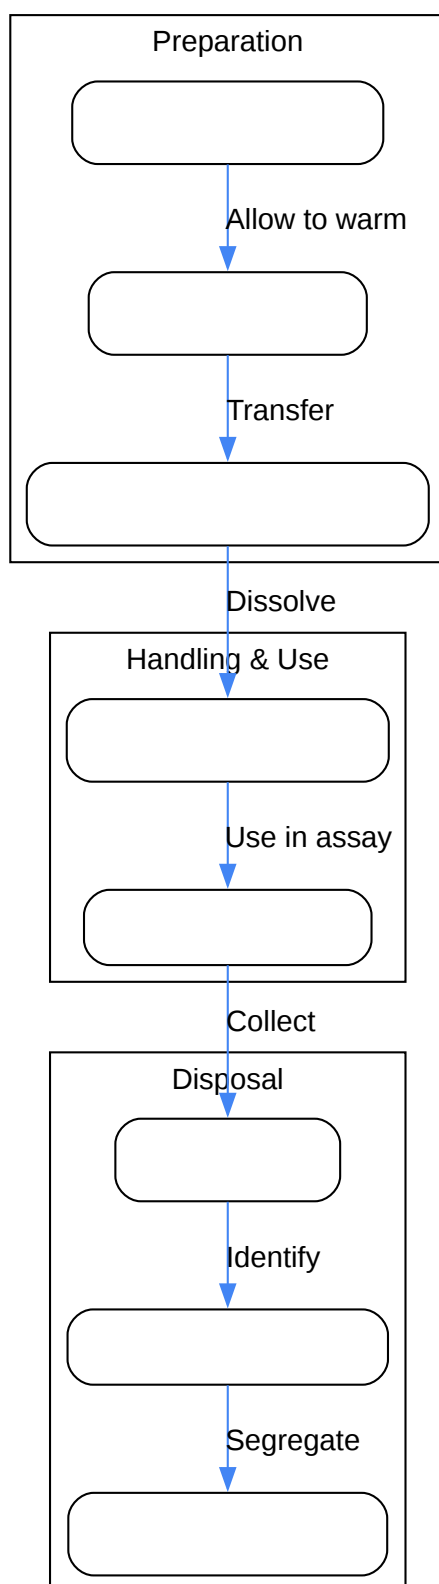 Preparation
Allow to warm
Transfer
Dissolve
Handling & Use
Use in assay
Collect
Disposal
Identify
Segregate